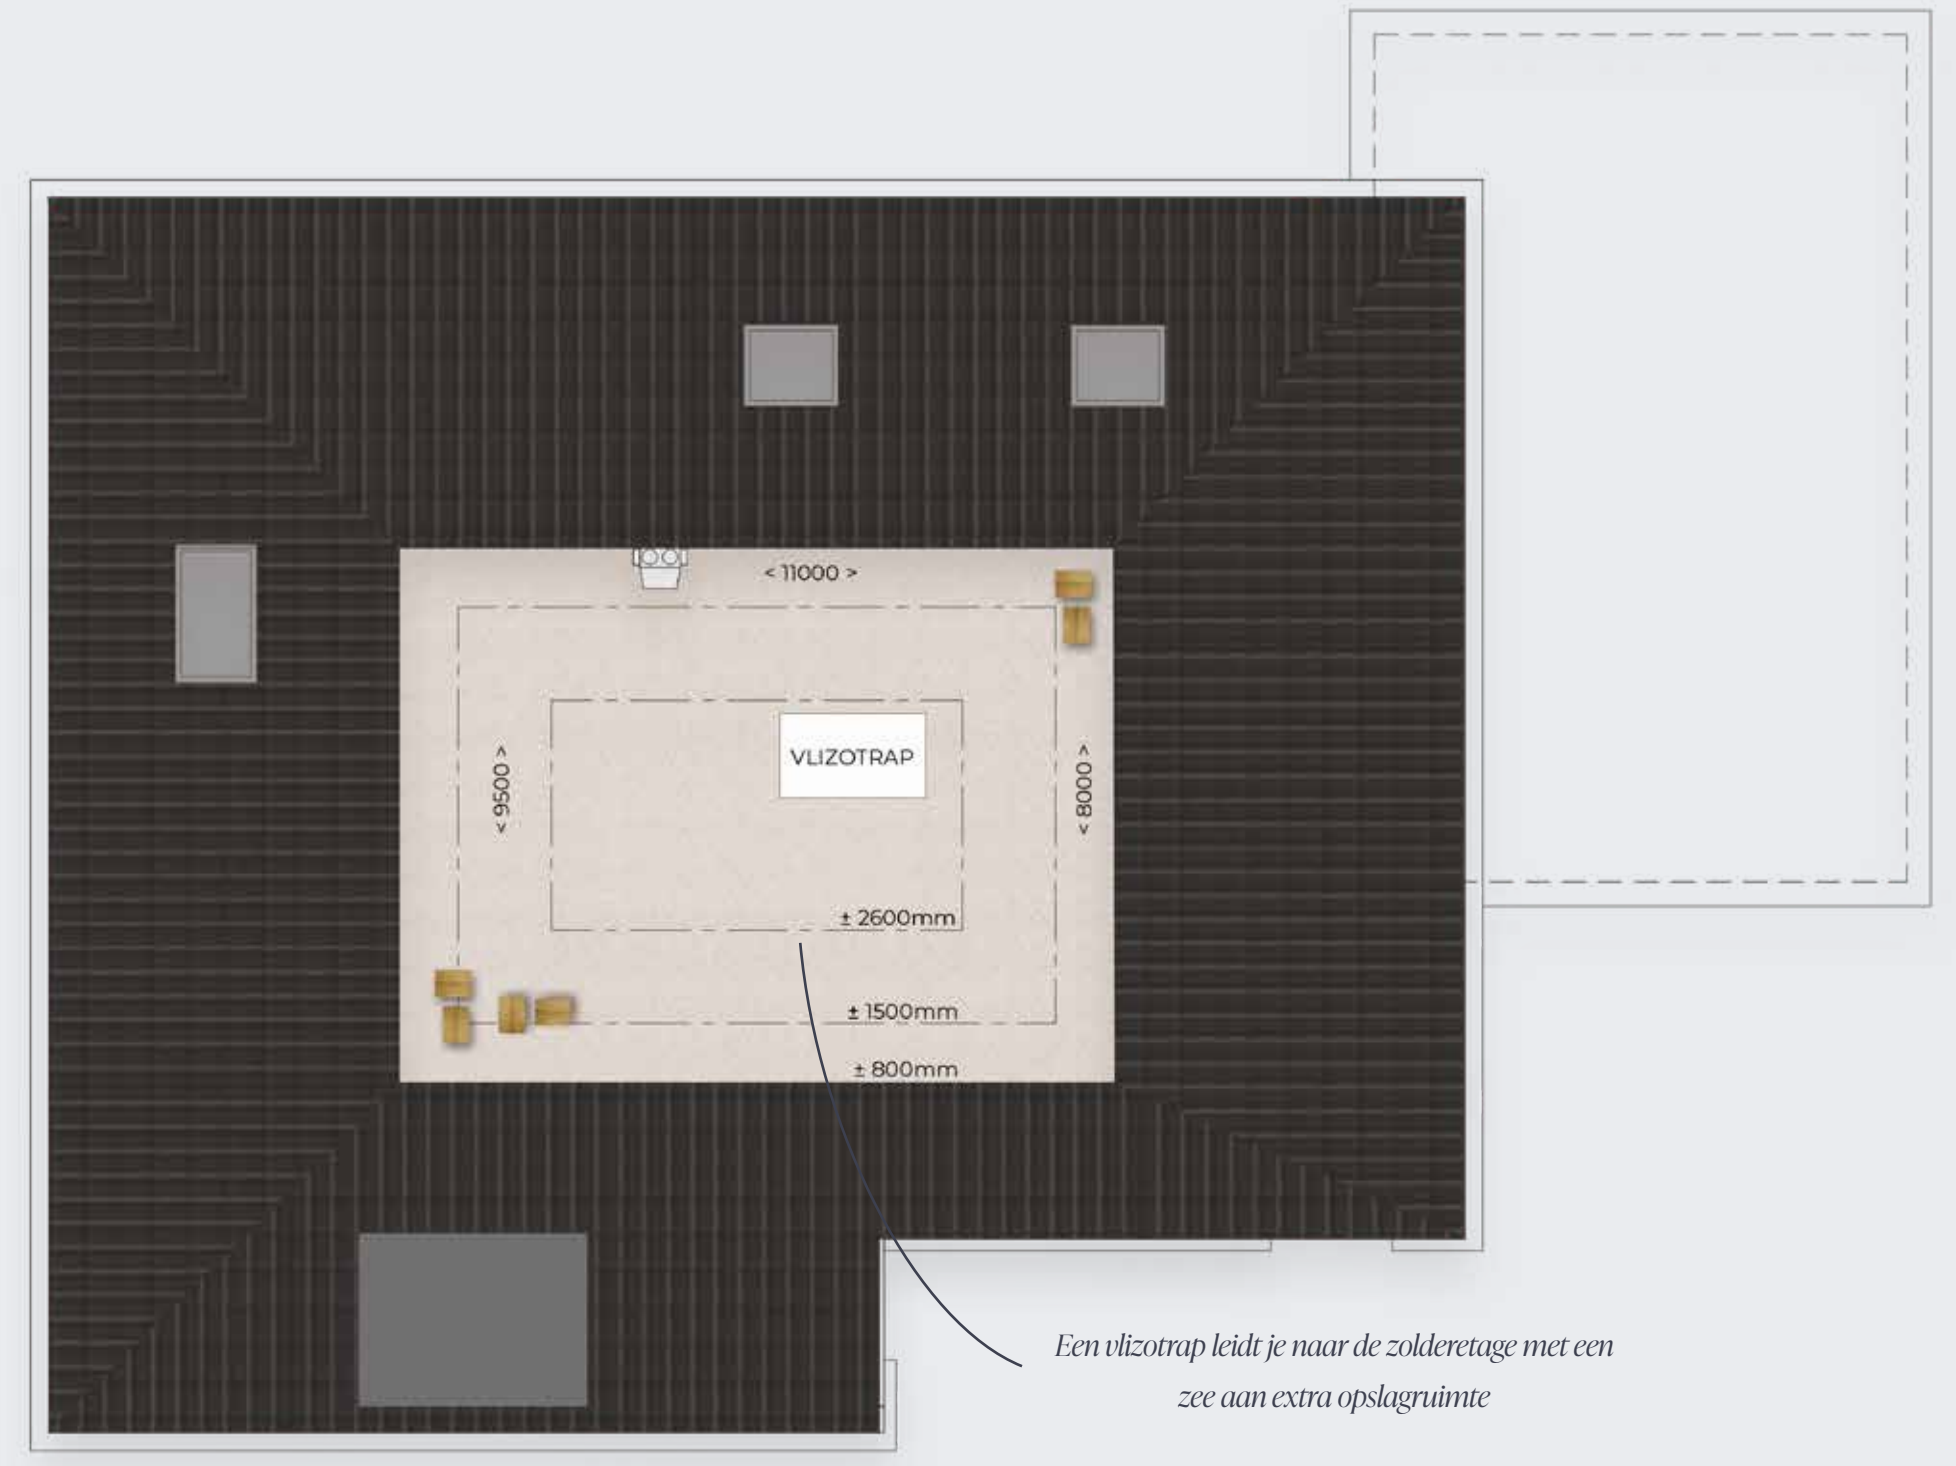 < 11000 >
< 9500 >
VLIZOTRAP
< 8000 >
± 2600mm
± 1500mm
± 800mm
Een vlizotrap leidt je naar de zolderetage met een
zee aan extra opslagruimte